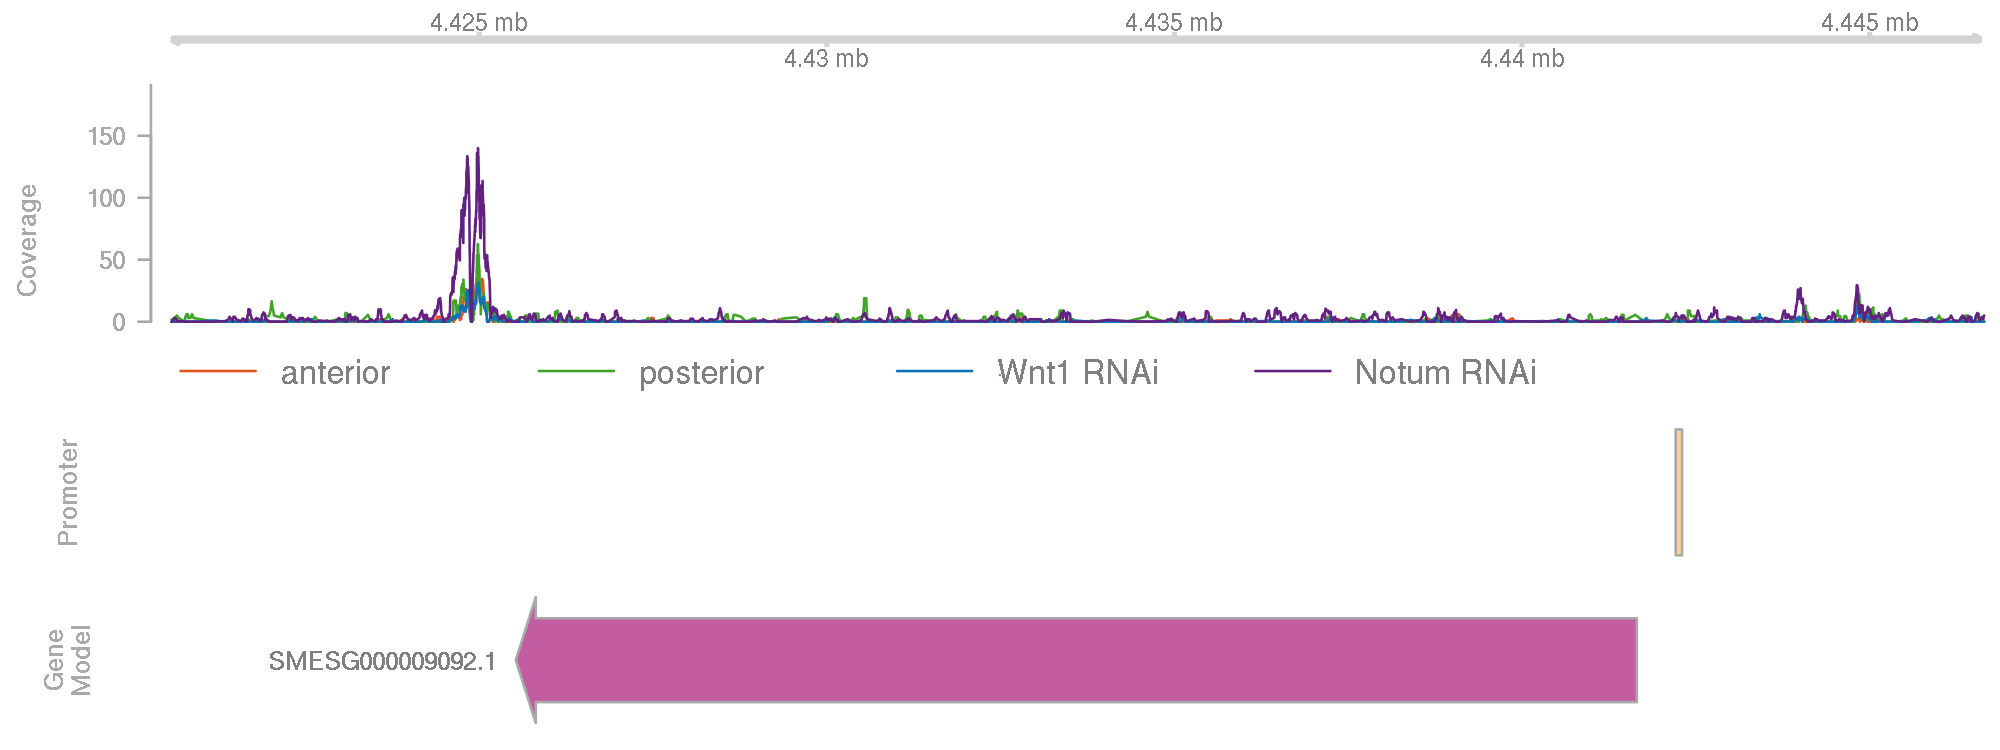 4.425 mb 4.435 mb 4.445 mb
4.43 mb 4.44 mb
Coverage
150
100
50
0
anterior posterior Wnt1 RNAi Notum RNAi
Promoter
Gene
Model
SMESG000009092.1